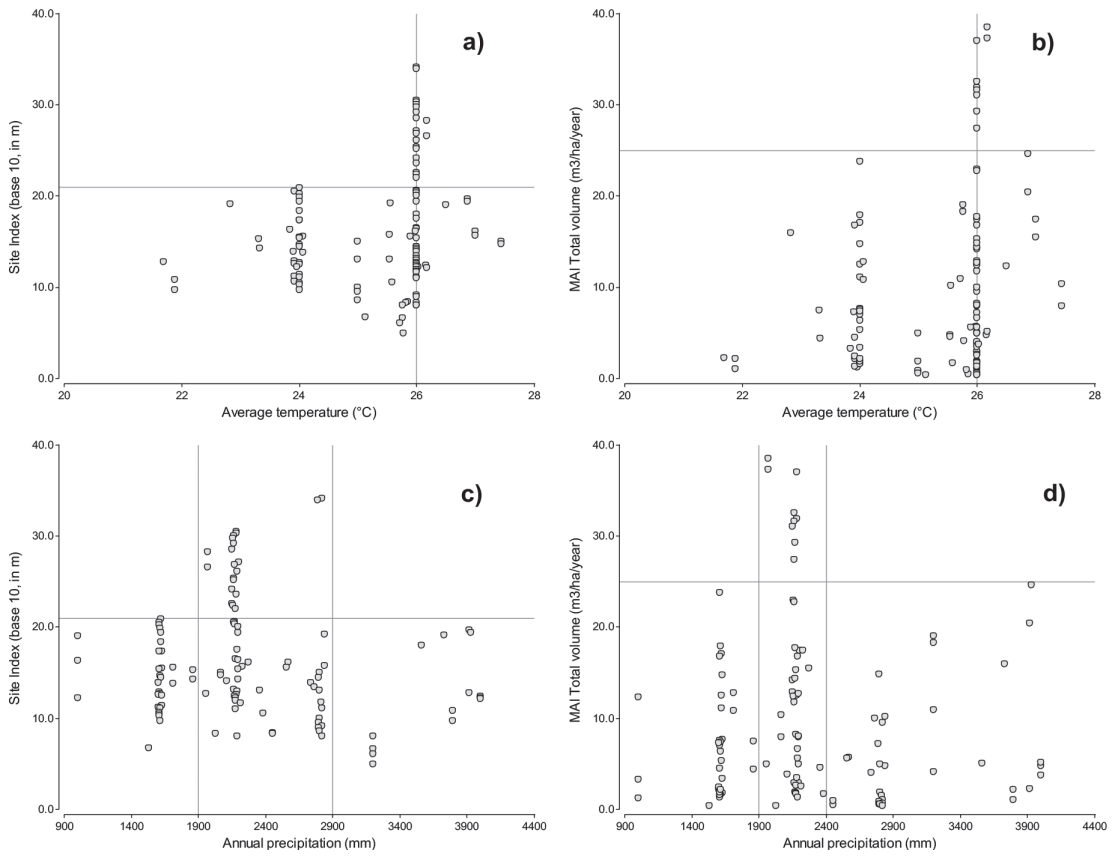 a)
Site Index (base 10, in m)
40.0
30.0
20.0
10.0
0.0
20 22 24 26 28
Average temperature (°C)
b)
MAI Total volume (m3/ha/year)
40.0
30.0
20.0
10.0
0.0
20 22 24 26 28
Average temperature (°C)
c)
Site Index (base 10, in m)
40.0
30.0
20.0
10.0
0.0
900 1400 1900 2400 2900 3400 3900 4400
Annual precipitation (mm)
d)
MAI Total volume (m3/ha/year)
40.0
30.0
20.0
10.0
0.0
900 1400 1900 2400 2900 3400 3900 4400
Annual precipitation (mm)